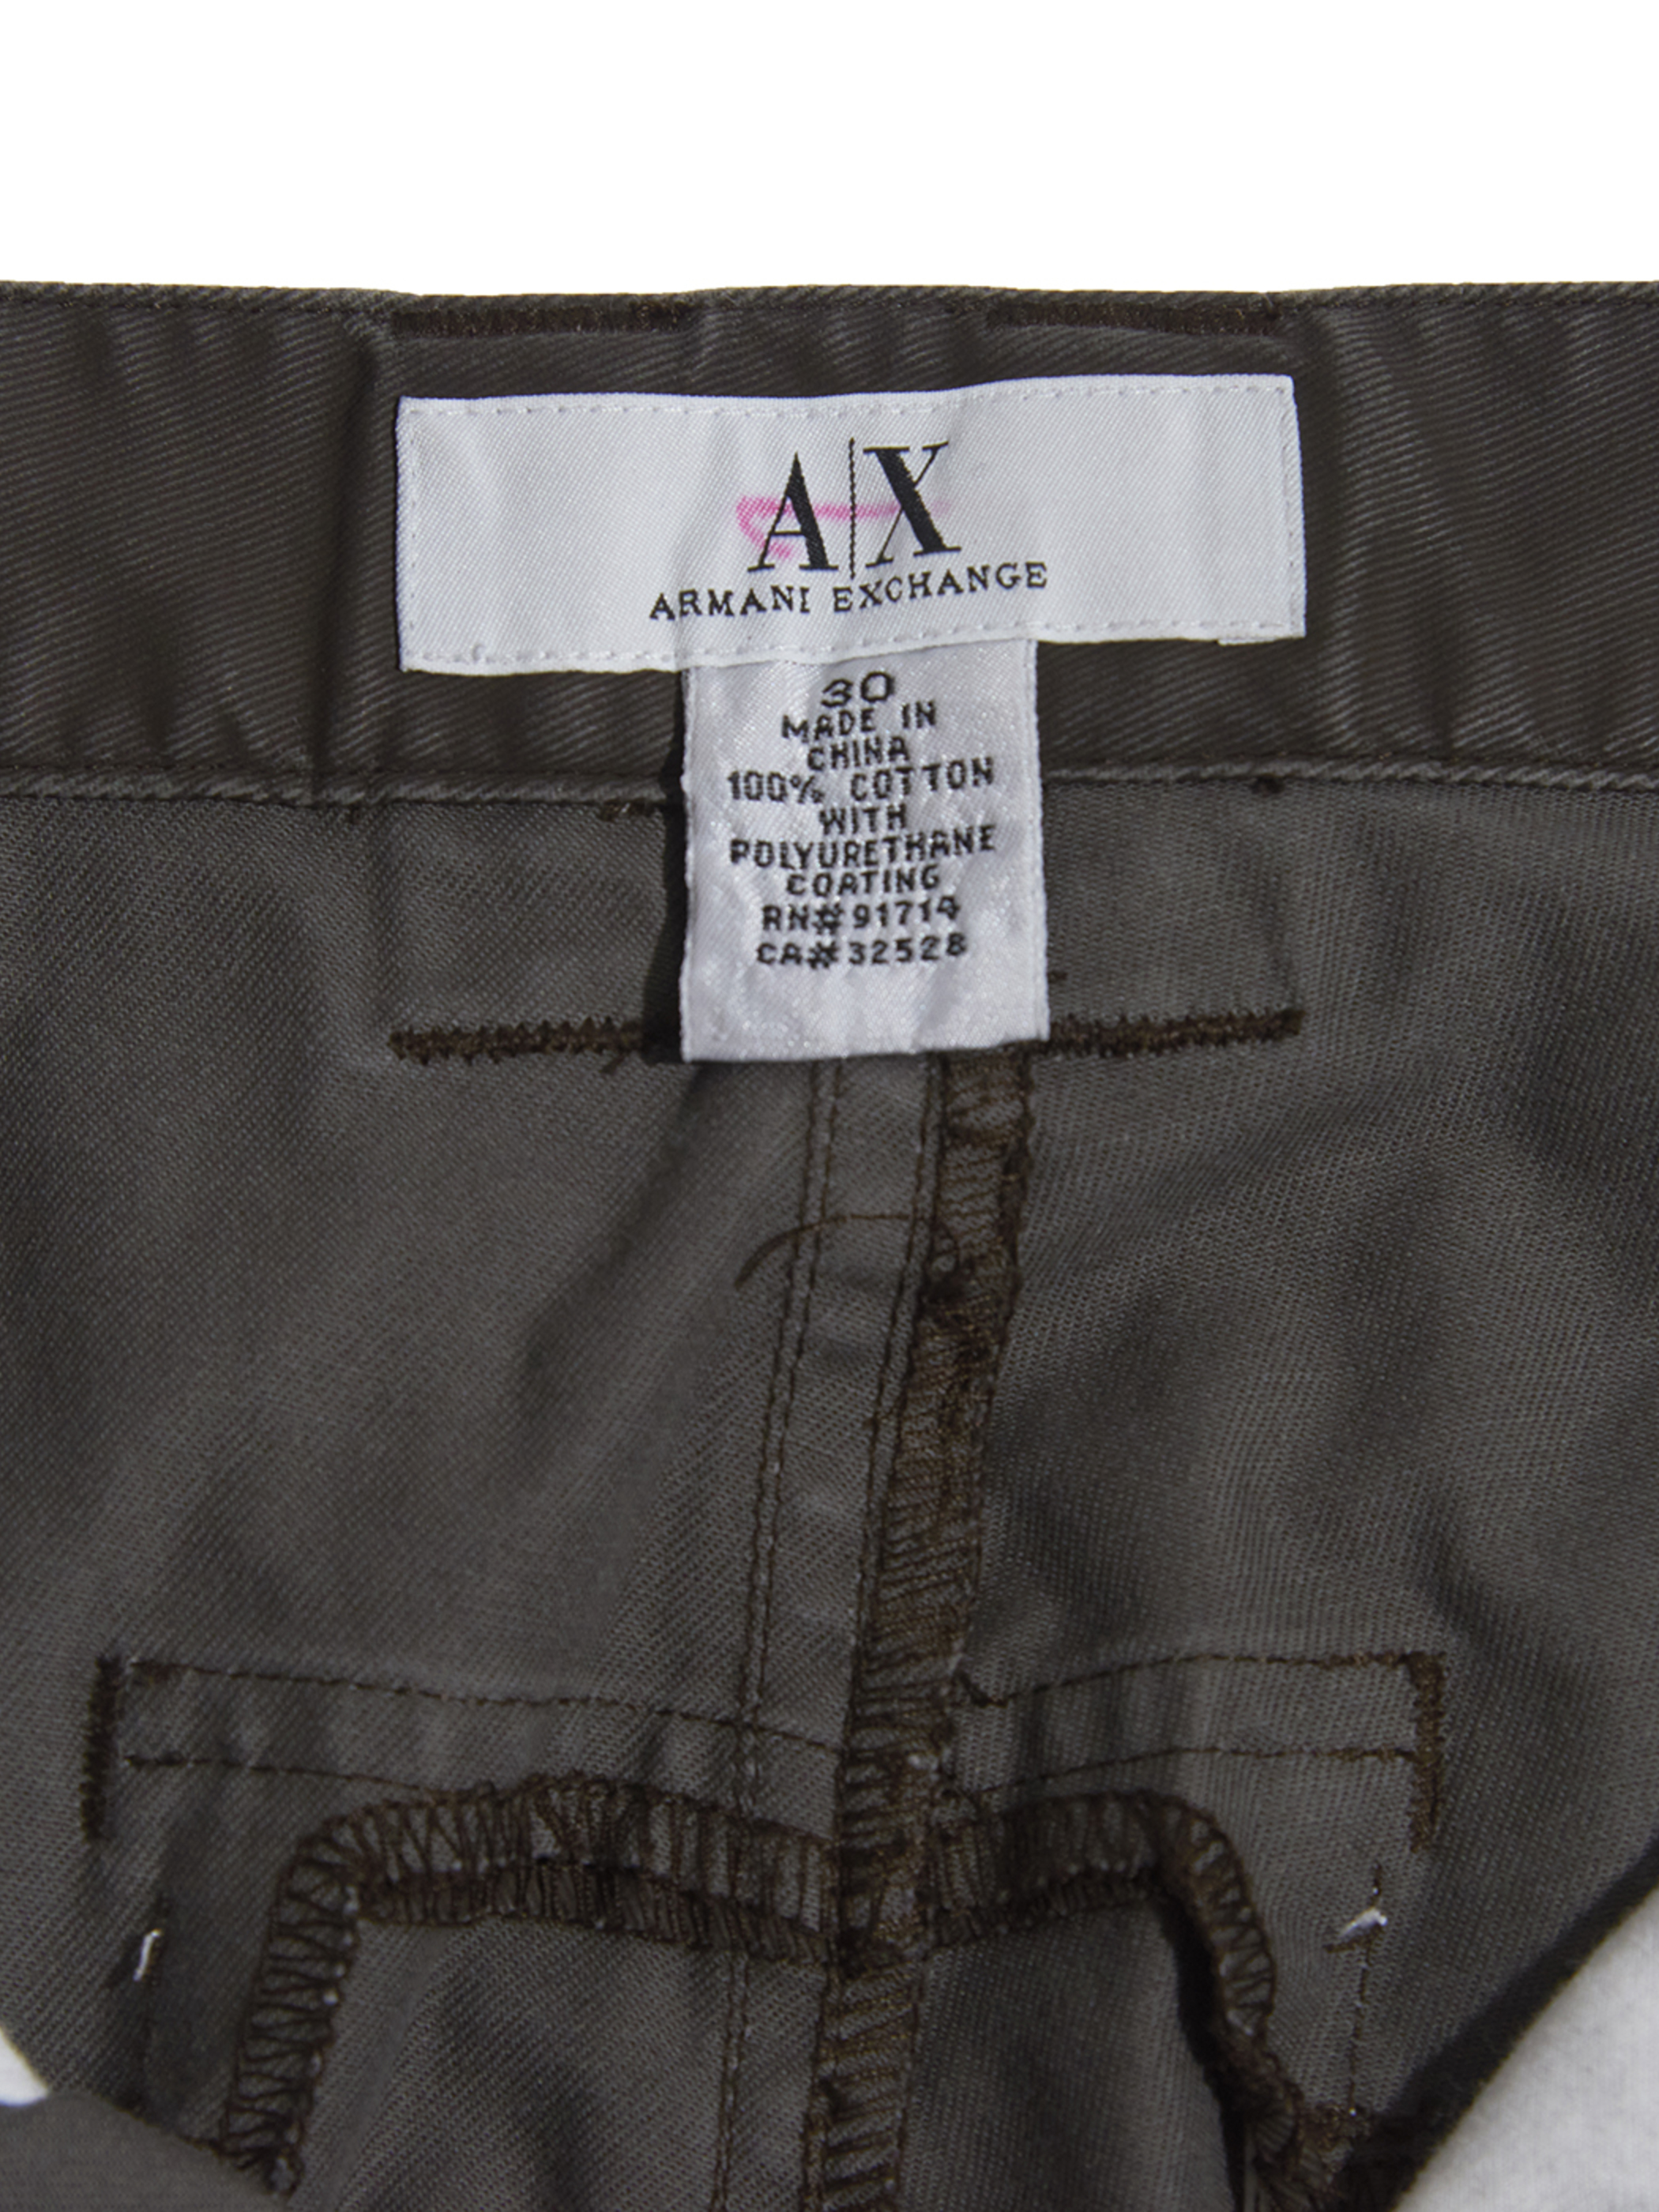 A|X
ARMANI EXCHANGE
30
MADE IN
CHINA
100% COTTON
WITH
POLYURETHANE
COATING
RN# 91714
CA# 32528